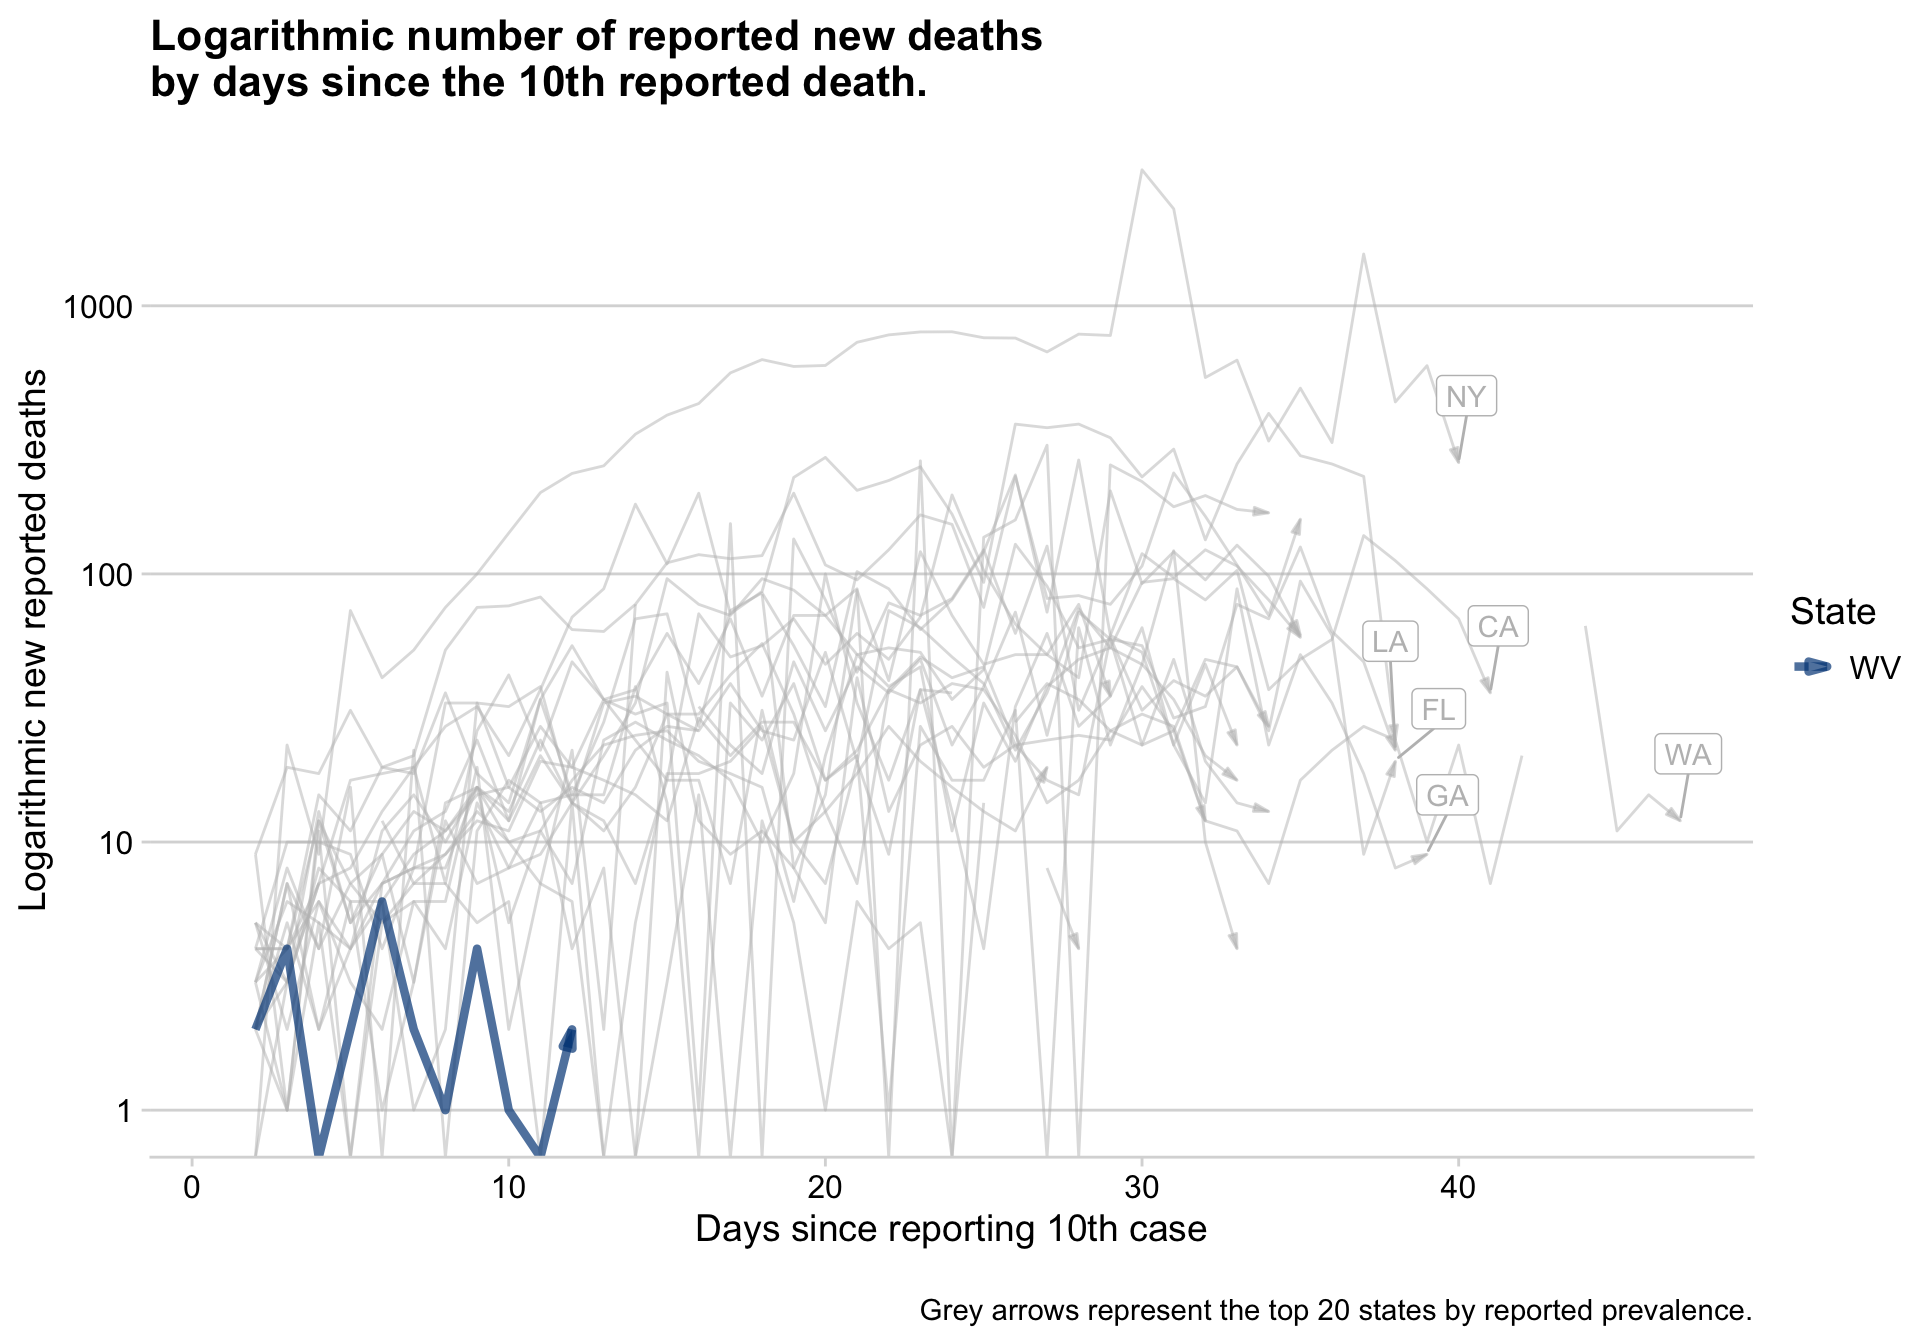 Logarithmic number of reported new deaths
by days since the 10th reported death.
Logarithmic new reported deaths
1000
100
10
1
NY
CA
LA
FL
WA
GA
State
WV
0 10 20 30 40
Days since reporting 10th case
Grey arrows represent the top 20 states by reported prevalence.